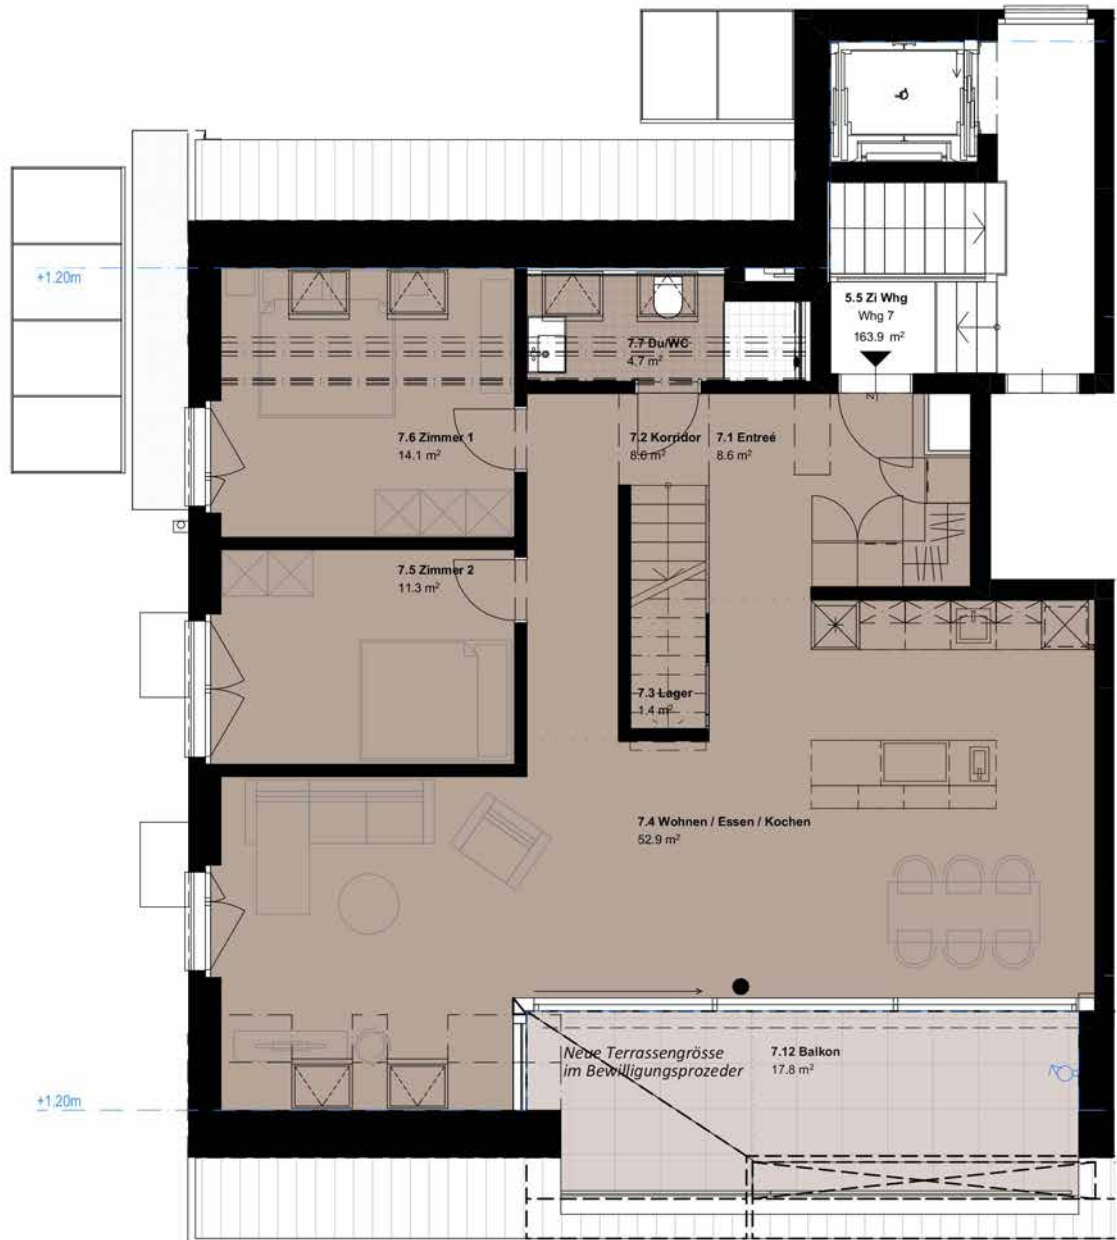 +1.20m
5.5 Zi Whg
Whg 7
163.9 m²
7.7 Du/WC
4.7 m²
7.6 Zimmer 1
14.1 m²
7.2 Korridor
8.6 m²
7.1 Entreé
8.6 m²
7.5 Zimmer 2
11.3 m²
7.3 Lager
1.4 m²
7.4 Wohnen / Essen / Kochen
52.9 m²
Neue Terrassengrösse
im Bewilligungsprozeder
7.12 Balkon
17.8 m²
+1.20m